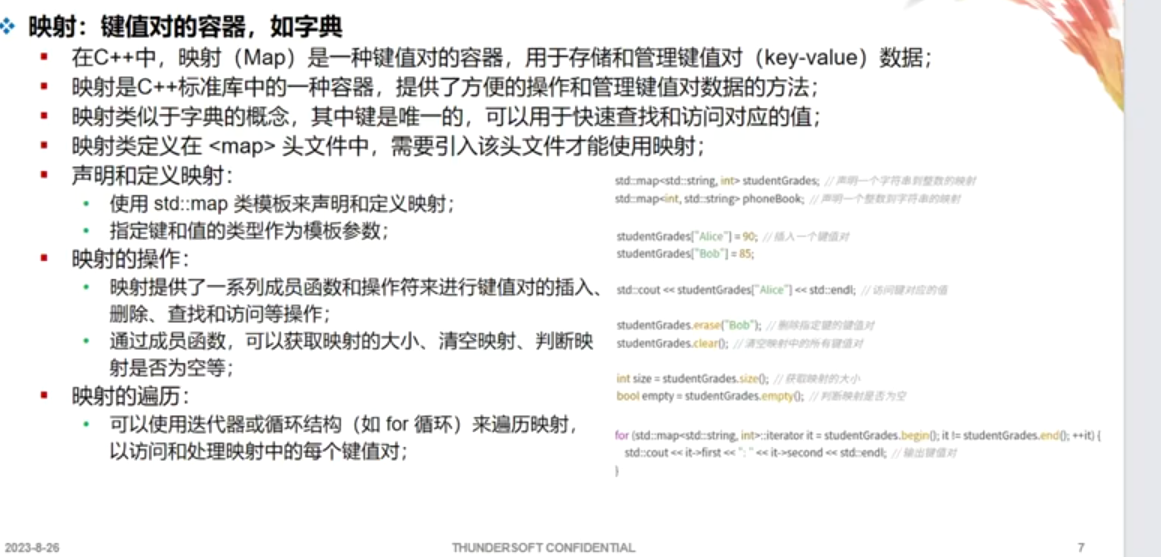 映射：键值对的容器，如字典
在C++中，映射（Map）是一种键值对的容器，用于存储和管理键值对（key-value）数据；
映射是C++标准库中的一种容器，提供了方便的操作和管理键值对数据的方法；
映射类似于字典的概念，其中键是唯一的，可以用于快速查找和访问对应的值；
映射类定义在 <map> 头文件中，需要引入该头文件才能使用映射；
声明和定义映射：
使用 std::map 类模板来声明和定义映射；
指定键和值的类型作为模板参数；
映射的操作：
映射提供了一系列成员函数和操作符来进行键值对的插入、
删除、查找和访问等操作；
通过成员函数，可以获取映射的大小、清空映射、判断映
射是否为空等；
映射的遍历：
可以使用迭代器或循环结构（如 for 循环）来遍历映射，
以访问和处理映射中的每个键值对；
std::map<std::string, int> studentGrades; // 声明一个字符串到整数的映射
std::map<int, std::string> phoneBook; // 声明一个整数到字符串的映射
studentGrades["Alice"] = 90; // 插入一个键值对
studentGrades["Bob"] = 85;
std::cout << studentGrades["Alice"] << std::endl; // 访问键对应的值
studentGrades.erase("Bob"); // 删除指定键的键值对
studentGrades.clear(); // 清空映射中的所有键值对
int size = studentGrades.size(); // 获取映射的大小
bool empty = studentGrades.empty(); // 判断映射是否为空
for (std::map<std::string, int>::iterator it = studentGrades.begin(); it != studentGrades.end(); ++it) {
std::cout << it->first << ": " << it->second << std::endl; // 输出键值对
}
2023-8-26
THUNDERSOFT CONFIDENTIAL
7